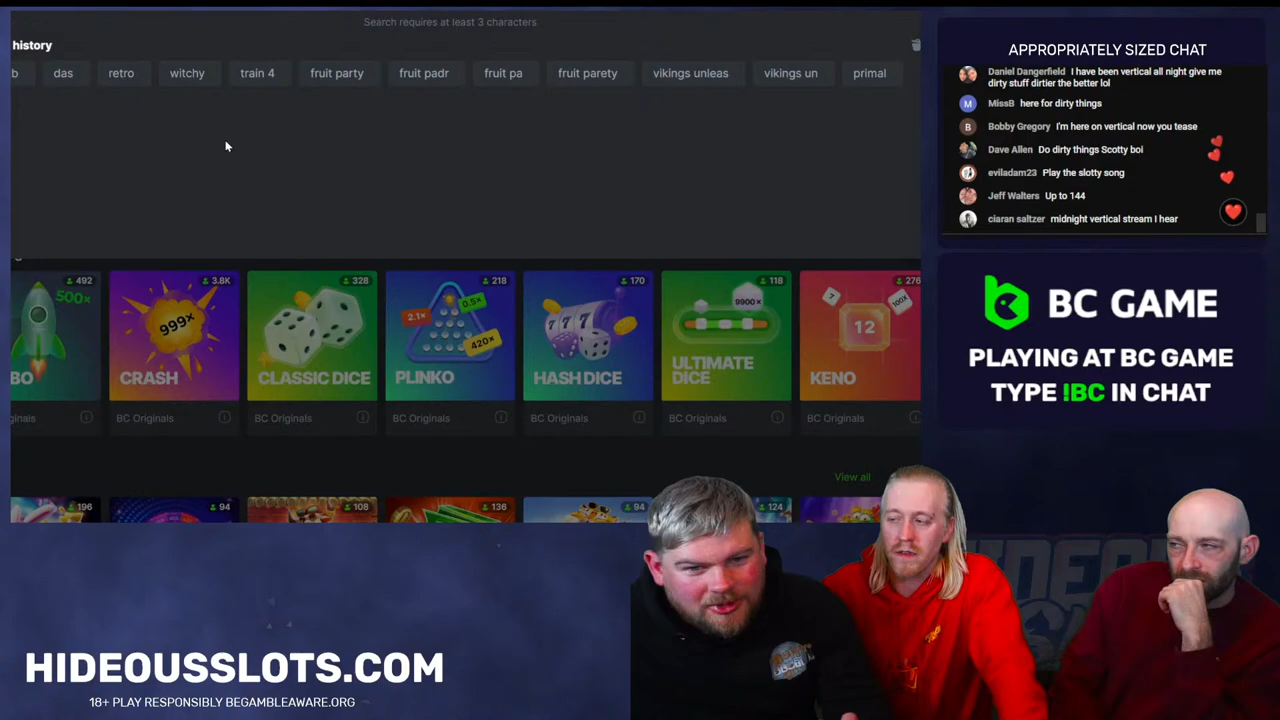 Search requires at least 3 characters
history
b das retro witchy train 4 fruit party fruit padr fruit pa fruit parety vikings unleas vikings un primal
492 3.8K 328 218 170 118 276
500x
999x
2.1x 0.5x 420x
7 7 7
9900x
7 100x
12
BO CRASH CLASSIC DICE PLINKO HASH DICE ULTIMATE DICE KENO
ginals BC Originals BC Originals BC Originals BC Originals BC Originals BC Originals
View all
196 94 108 136 94 124
APPROPRIATELY SIZED CHAT
Daniel Dangerfield I have been vertical all night give me
dirty stuff dirtier the better lol
M MissB here for dirty things
B Bobby Gregory I'm here on vertical now you tease
Dave Allen Do dirty things Scotty boi
eviladam23 Play the slotty song
Jeff Walters Up to 144
ciaran saltzer midnight vertical stream I hear
BC GAME
PLAYING AT BC GAME
TYPE !BC IN CHAT
HIDEOUSSLOTS.COM
18+ PLAY RESPONSIBLY BEGAMBLEAWARE.ORG